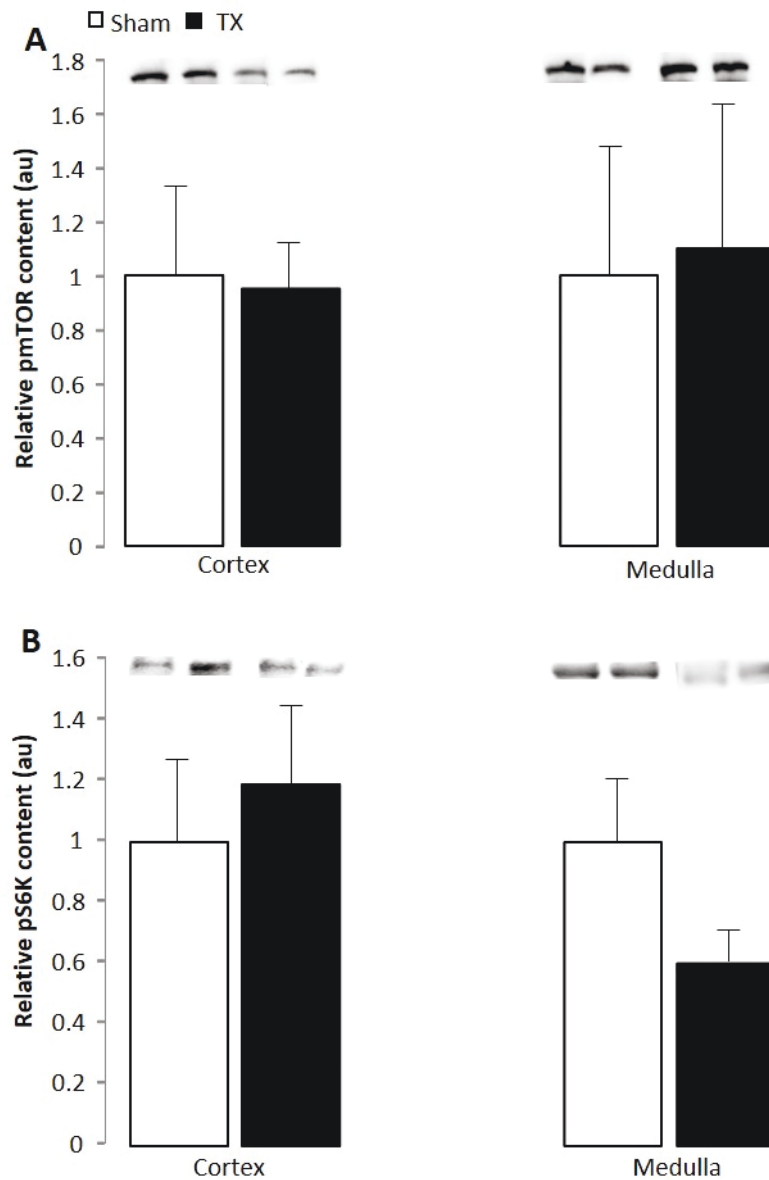 Sham TX
A
Relative pmTOR content (au)
1.8
1.6
1.4
1.2
1
0.8
0.6
0.4
0.2
0
Cortex Medulla
B
Relative pS6K content (au)
1.6
1.4
1.2
1
0.8
0.6
0.4
0.2
0
Cortex Medulla